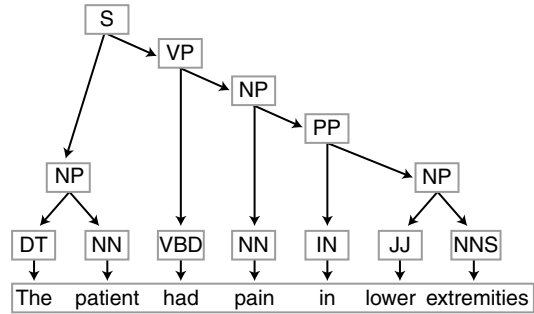 S
VP
NP
PP
NP
NP
DT NN VBD NN IN JJ NNS
The patient had pain in lower extremities